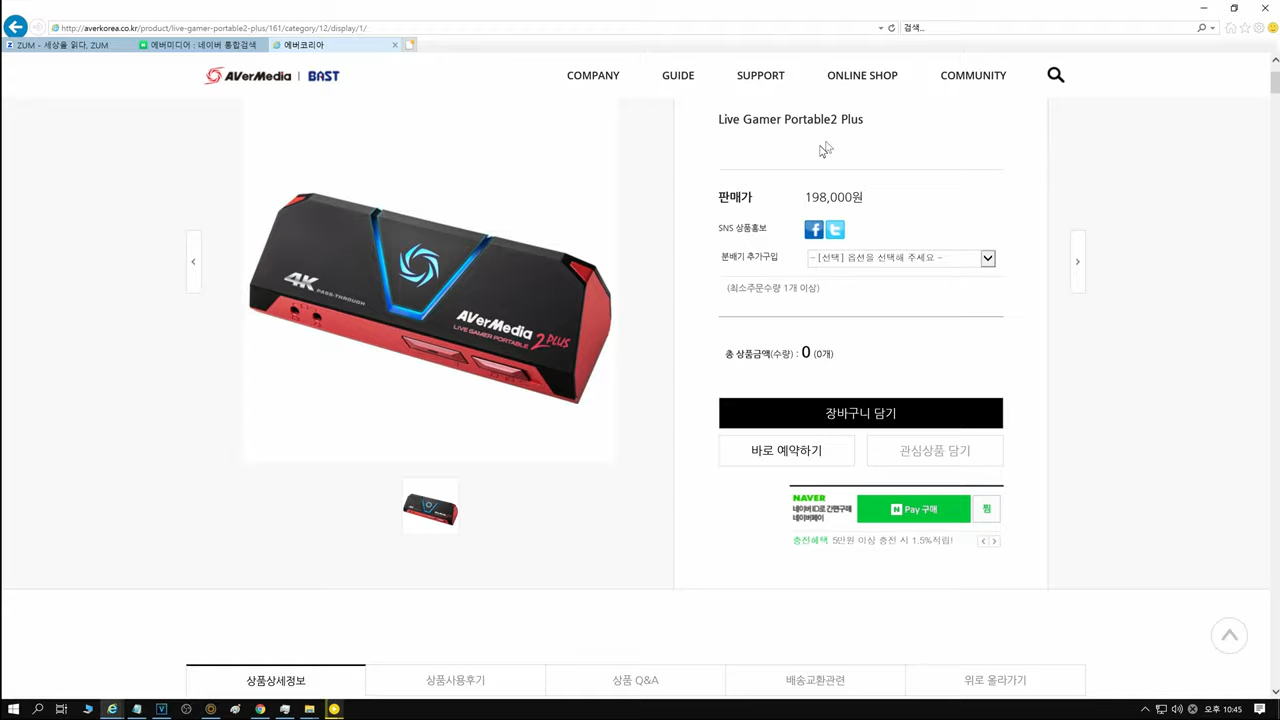 http://averkorea.co.kr/product/live-gamer-portable2-plus/161/category/12/display/1/
검색...
ZUM - 세상을 읽다, ZUM
에버미디어 : 네이버 통합검색
에버코리아
AVerMedia | BAST
COMPANY
GUIDE
SUPPORT
ONLINE SHOP
COMMUNITY
Live Gamer Portable2 Plus
판매가 198,000원
SNS 상품홍보
분배기 추가구입 - [선택] 옵션을 선택해 주세요 -
(최소주문수량 1개 이상)
총 상품금액(수량) : 0 (0개)
장바구니 담기
바로 예약하기
관심상품 담기
4K
PASS-THROUGH
AVerMedia
LIVE GAMER PORTABLE 2 PLUS
NAVER
네이버ID로 간편구매
네이버페이
N Pay 구매
찜
충전혜택 5만원 이상 충전 시 1.5%적립!
상품상세정보
상품사용후기
상품 Q&A
배송교환관련
위로 올라가기
오후 10:45